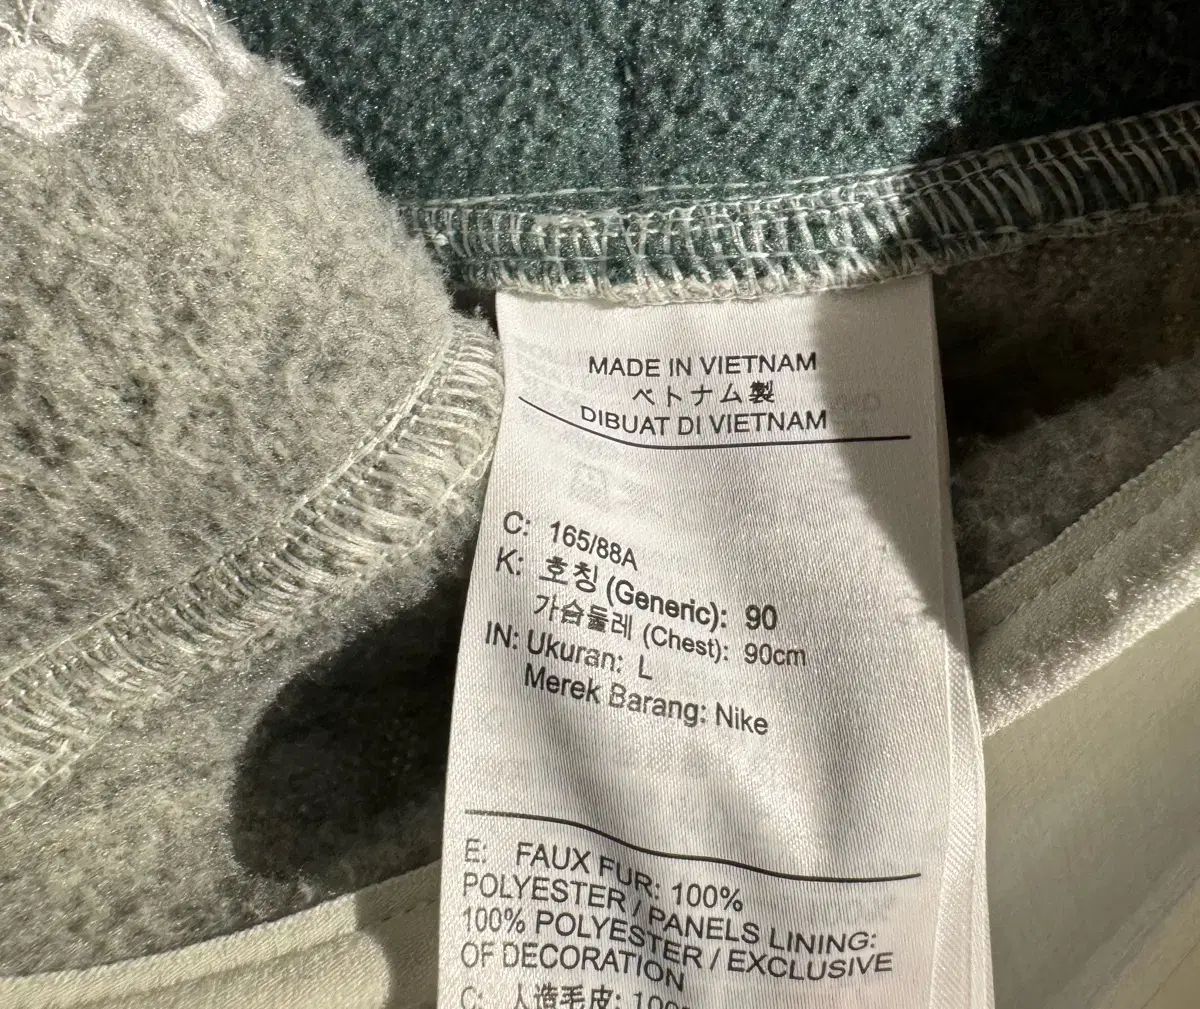 MADE IN VIETNAM
ベトナム製
DIBUAT DI VIETNAM
C: 165/88A
K: 호칭 (Generic): 90
가슴둘레 (Chest): 90cm
IN: Ukuran: L
Merek Barang: Nike
E: FAUX FUR: 100%
POLYESTER / PANELS LINING:
100% POLYESTER / EXCLUSIVE
OF DECORATION
C: 人造毛皮: 100%